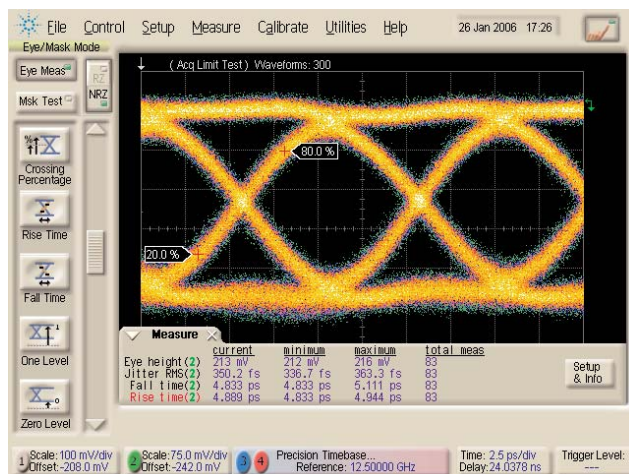 File Control Setup Measure Calibrate Utilities Help 26 Jan 2006 17:26
Eye/Mask Mode
Eye Meas
RZ
NRZ
Msk Test
( Acq Limit Test ) Waveforms: 300
80.0 %
20.0 %
Crossing
Percentage
Rise Time
Fall Time
One Level
Zero Level
Measure
current minimum maximum total meas
Eye height(2) 213 mV 212 mV 216 mV 83
Jitter RMS(2) 350.2 fs 336.7 fs 363.3 fs 83
Fall time(2) 4.833 ps 4.833 ps 5.111 ps 83
Rise time(2) 4.889 ps 4.833 ps 4.944 ps 83
Setup
& Info
1 Scale:100 mV/div
Offset:-208.0 mV
2 Scale:75.0 mV/div
Offset:-242.0 mV
3 4 Precision Timebase...
Reference: 12.50000 GHz
Time: 2.5 ps/div
Delay:24.0378 ns
Trigger Level:
---